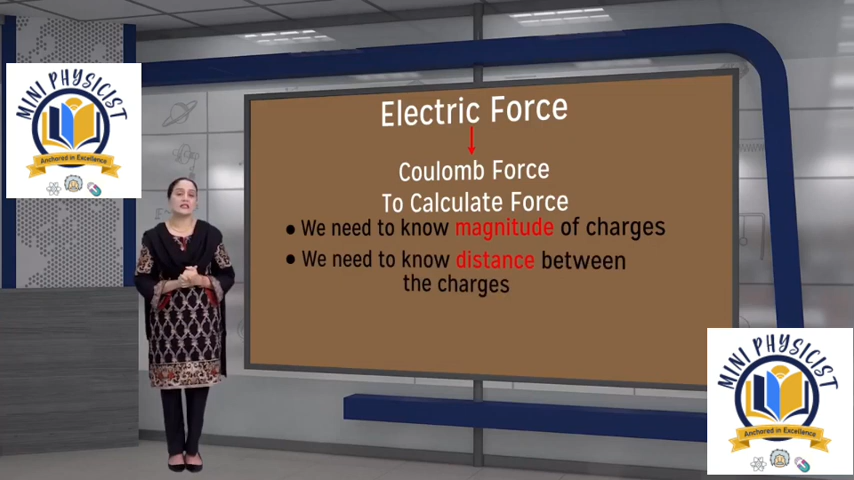 MINI PHYSICIST
Anchored in Excellence
Electric Force
Coulomb Force
To Calculate Force
• We need to know magnitude of charges
• We need to know distance between
the charges
MINI PHYSICIST
Anchored in Excellence